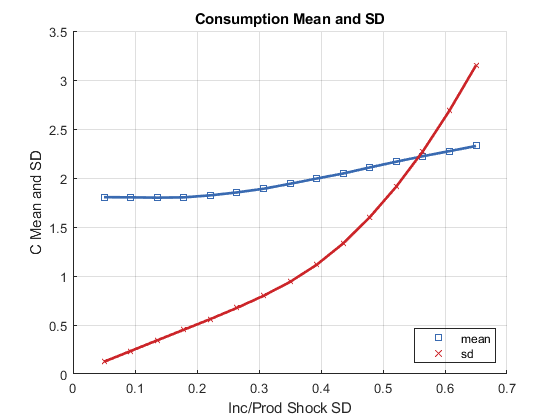 Consumption Mean and SD
C Mean and SD
3.5
3
2.5
2
1.5
1
0.5
0
0 0.1 0.2 0.3 0.4 0.5 0.6 0.7
Inc/Prod Shock SD
mean
sd